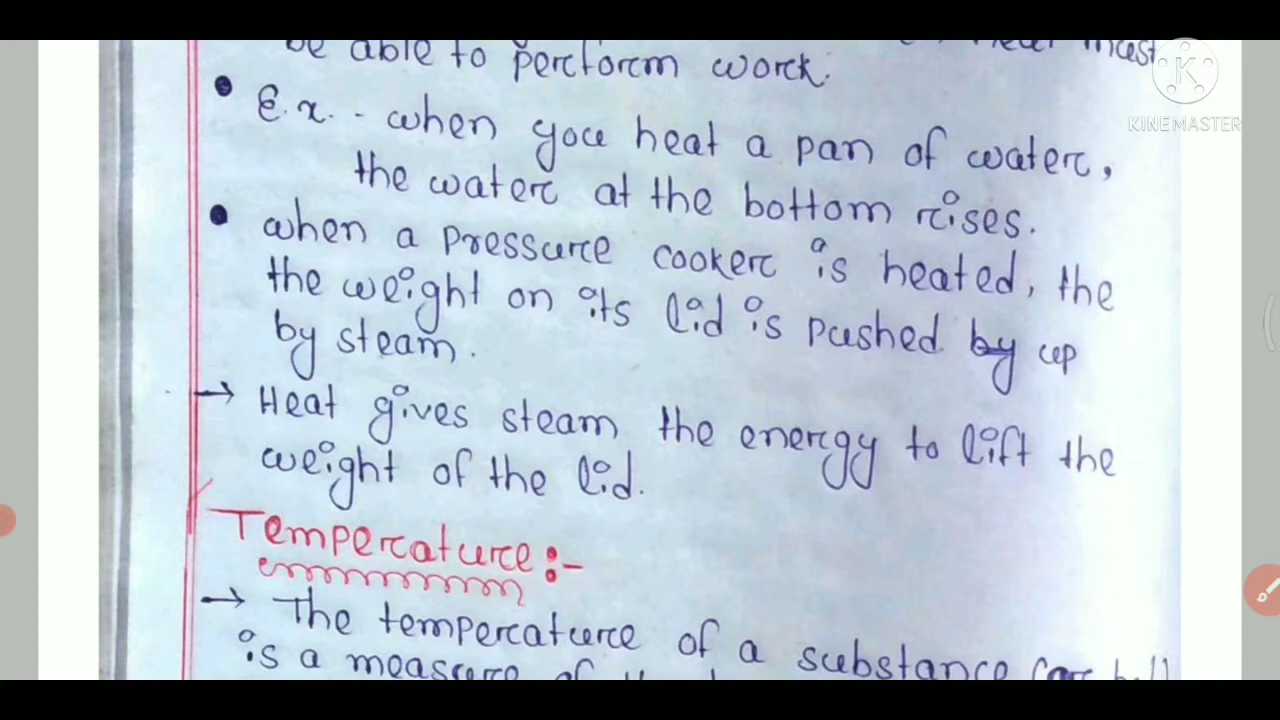 be able to perform work.
• E.x. - when you heat a pan of water,
the water at the bottom rises.
• when a pressure cooker is heated, the
the weight on its lid is pushed by up
by steam.
→ Heat gives steam the energy to lift the
weight of the lid.
Temperature :-
→ The temperature of a substance
is a measure of
KINEMASTER